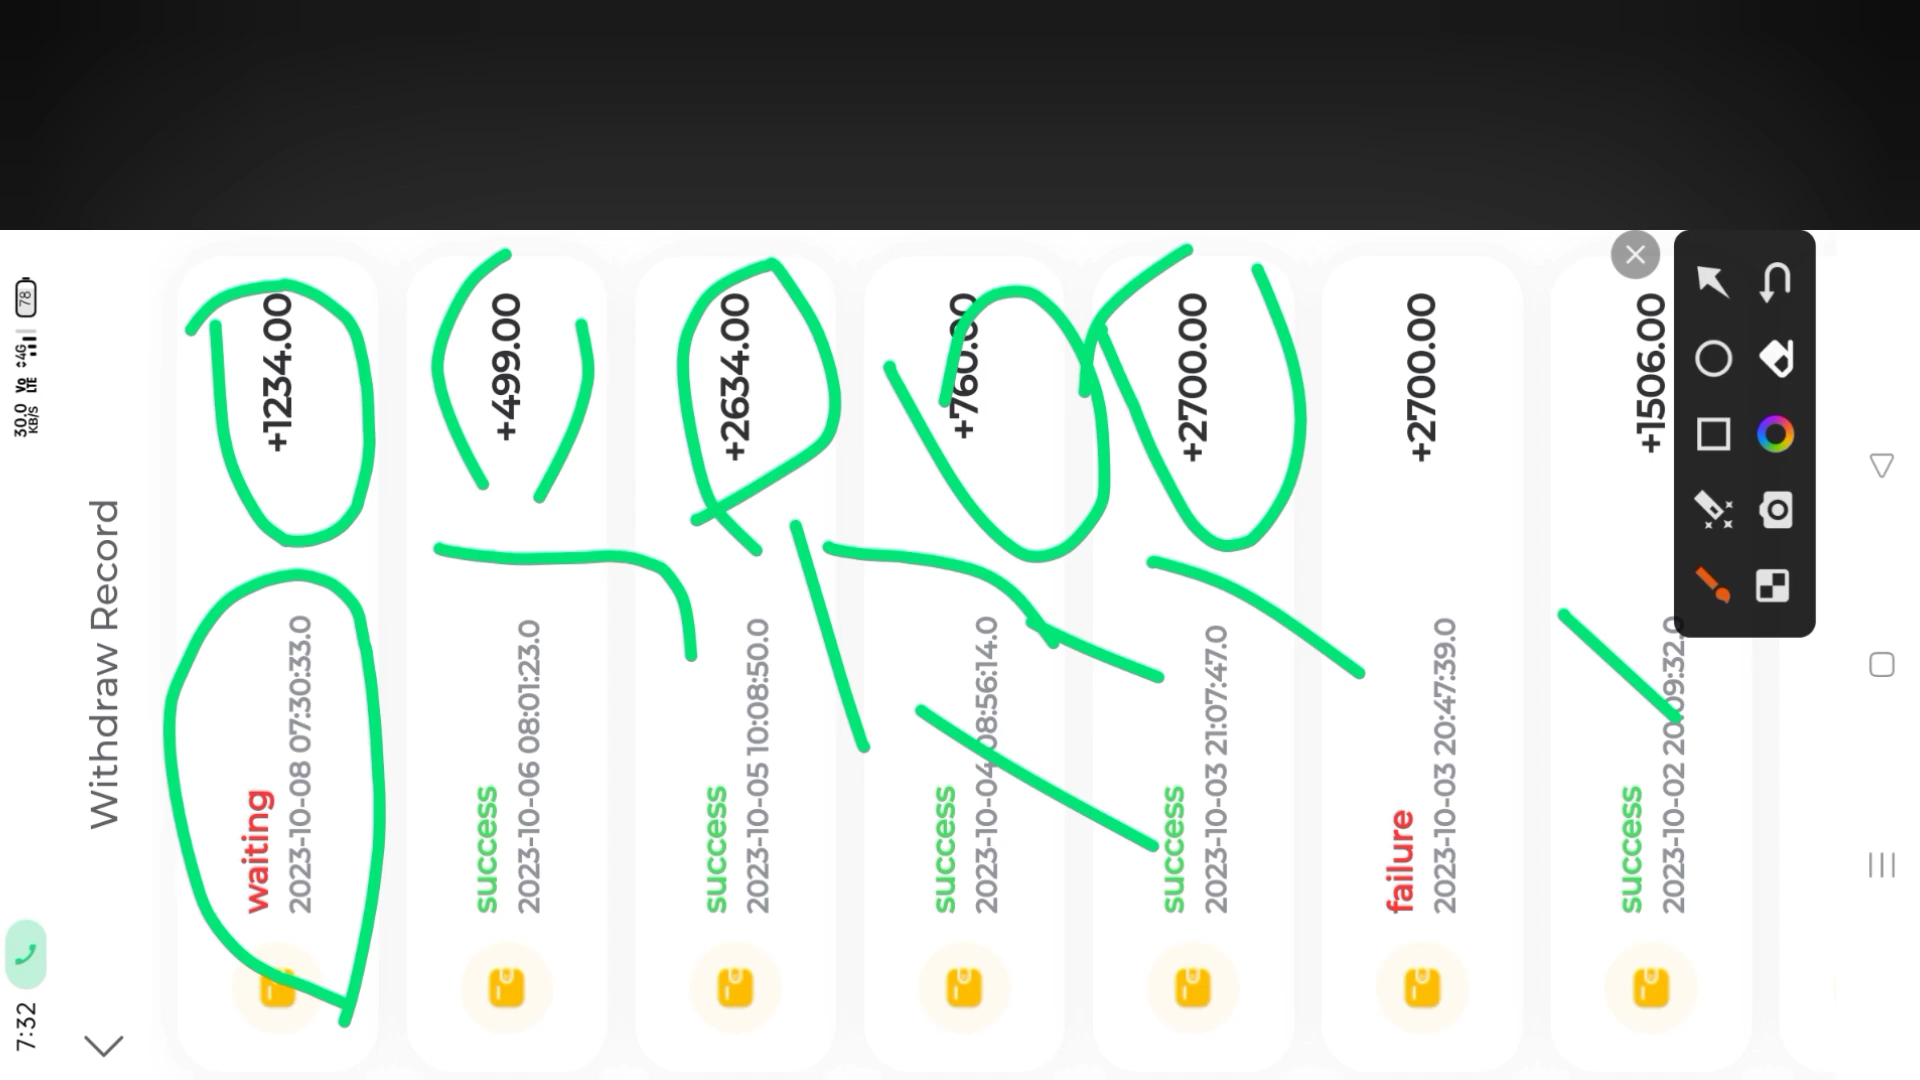 7:32
30.0 KB/S Vo LTE 4G 78
Withdraw Record
waiting
+1234.00
2023-10-08 07:30:33.0
success
+499.00
2023-10-06 08:01:23.0
success
+2634.00
2023-10-05 10:08:50.0
success
+760.00
2023-10-04 08:56:14.0
success
+2700.00
2023-10-03 21:07:47.0
failure
+2700.00
2023-10-03 20:47:39.0
success
+1506.00
2023-10-02 20:09:32.0